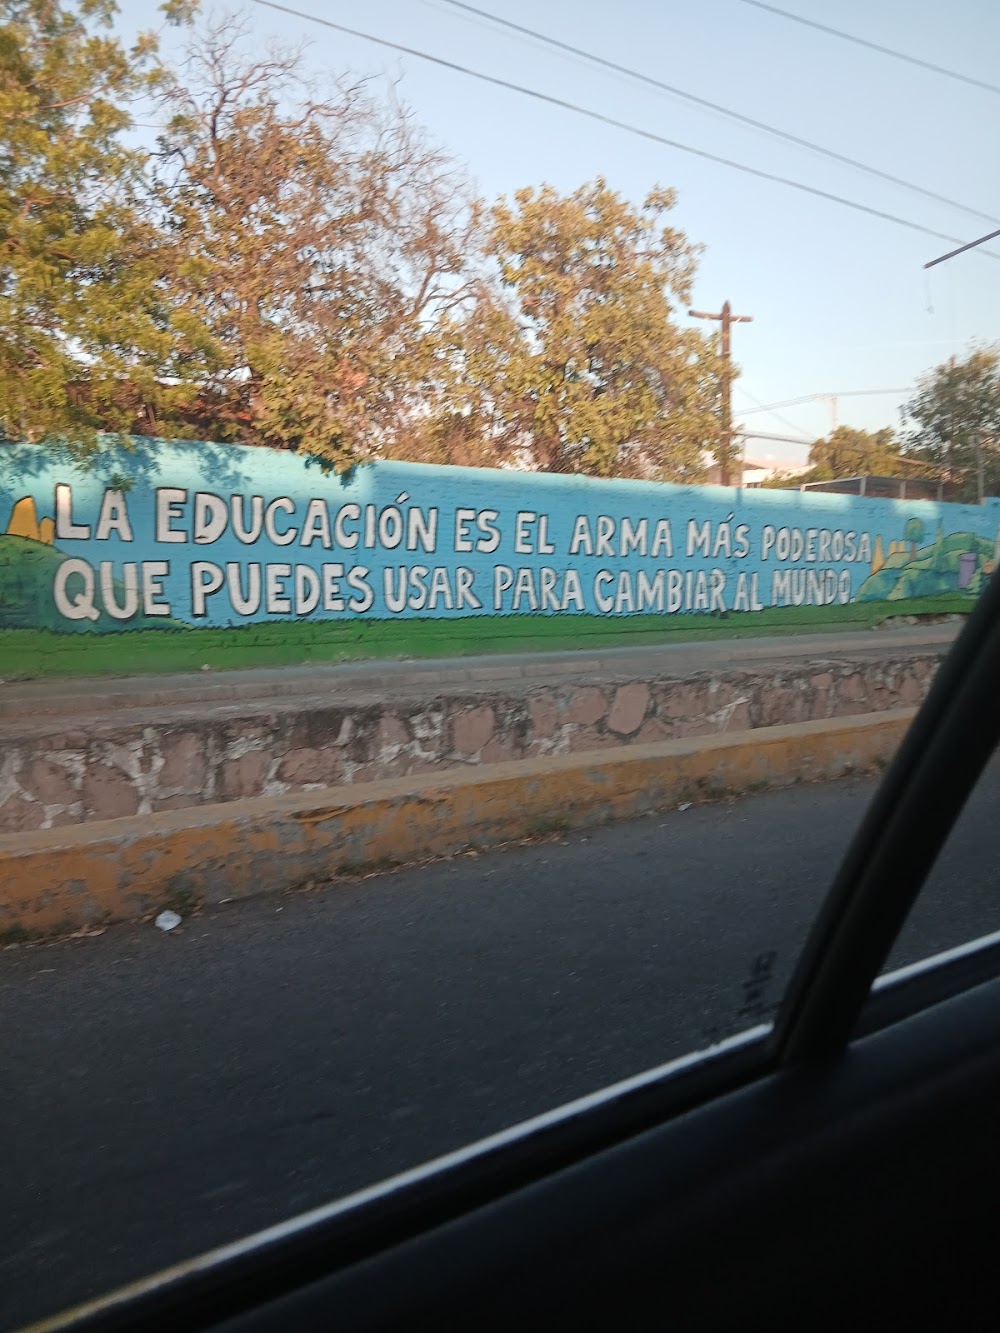 LA EDUCACIÓN ES EL ARMA MÁS PODEROSA
QUE PUEDES USAR PARA CAMBIAR AL MUNDO.